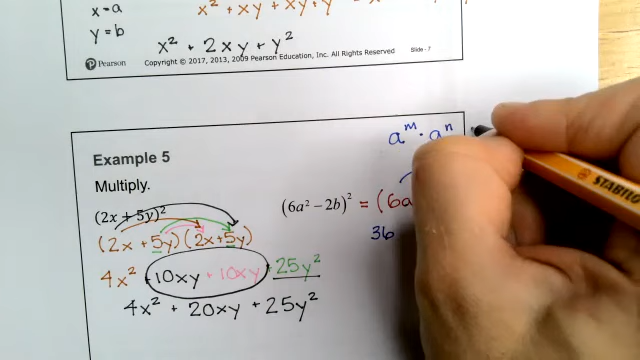 x=a
x² + xy + xy + y²
y=b
x² + 2xy + y²
Pearson
Copyright © 2017, 2013, 2009 Pearson Education, Inc. All Rights Reserved
Slide - 7
aᵐ · aⁿ
Example 5
Multiply.
(2x + 5y)²
(6a² − 2b)² = (6a
(2x + 5y)(2x+5y)
36
4x² +10xy +10xy +25y²
4x² + 20xy + 25y²
STABILO